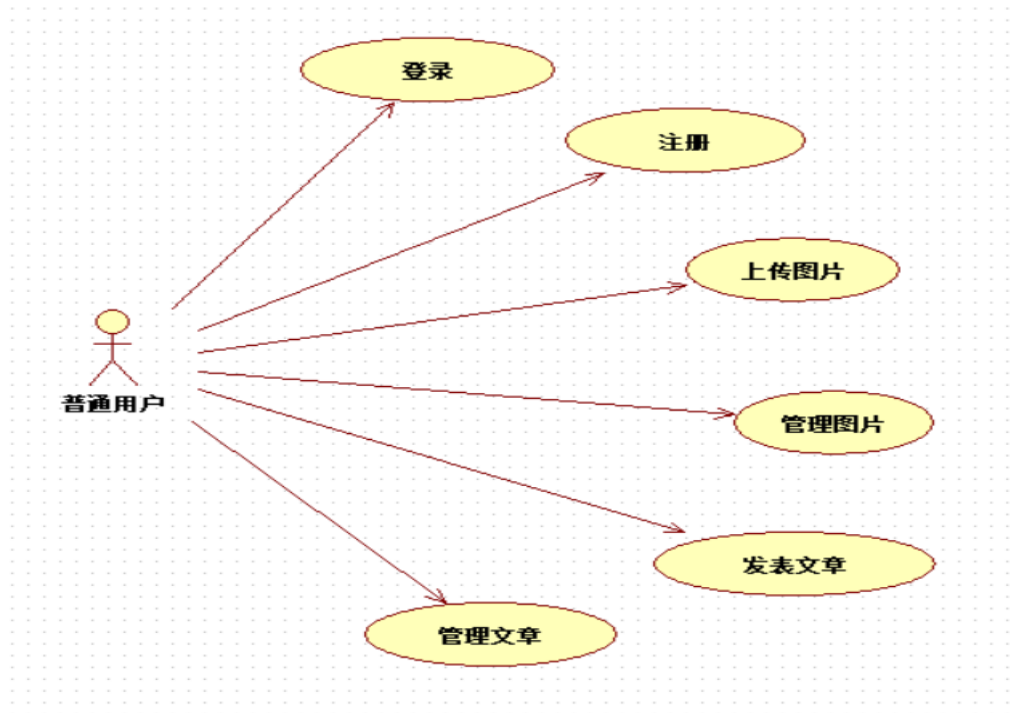 登录
注册
上传图片
普通用户
管理图片
发表文章
管理文章